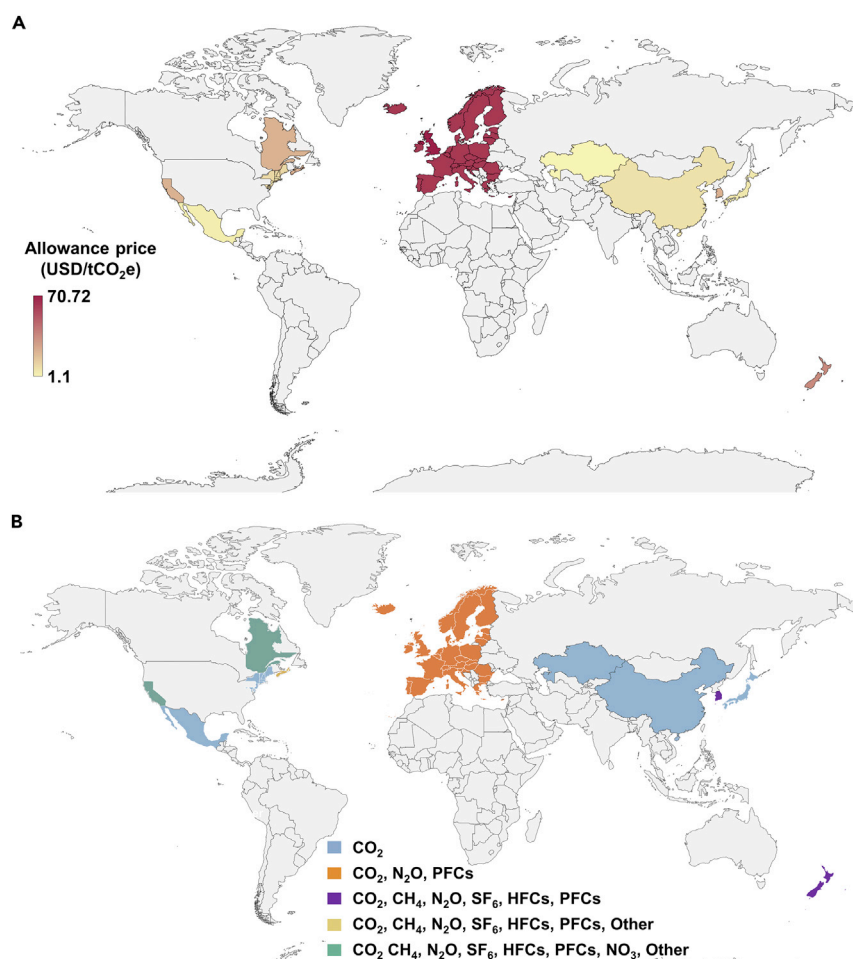 A
Allowance price
(USD/tCO₂e)
70.72
1.1
B
CO₂
CO₂, N₂O, PFCs
CO₂, CH₄, N₂O, SF₆, HFCs, PFCs
CO₂, CH₄, N₂O, SF₆, HFCs, PFCs, Other
CO₂ CH₄, N₂O, SF₆, HFCs, PFCs, NO₃, Other